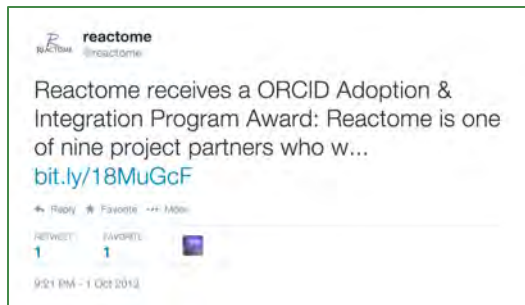 reactome
REACTOME
@reactome
Reactome receives a ORCID Adoption &
Integration Program Award: Reactome is one
of nine project partners who w...
bit.ly/18MuGcF
Reply Favorite More
RETWEET FAVORITE
1 1
9:21 PM - 1 Oct 2013